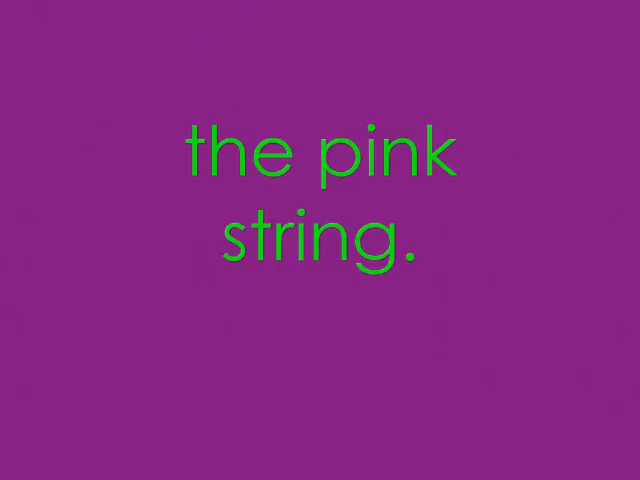 the pink
string.